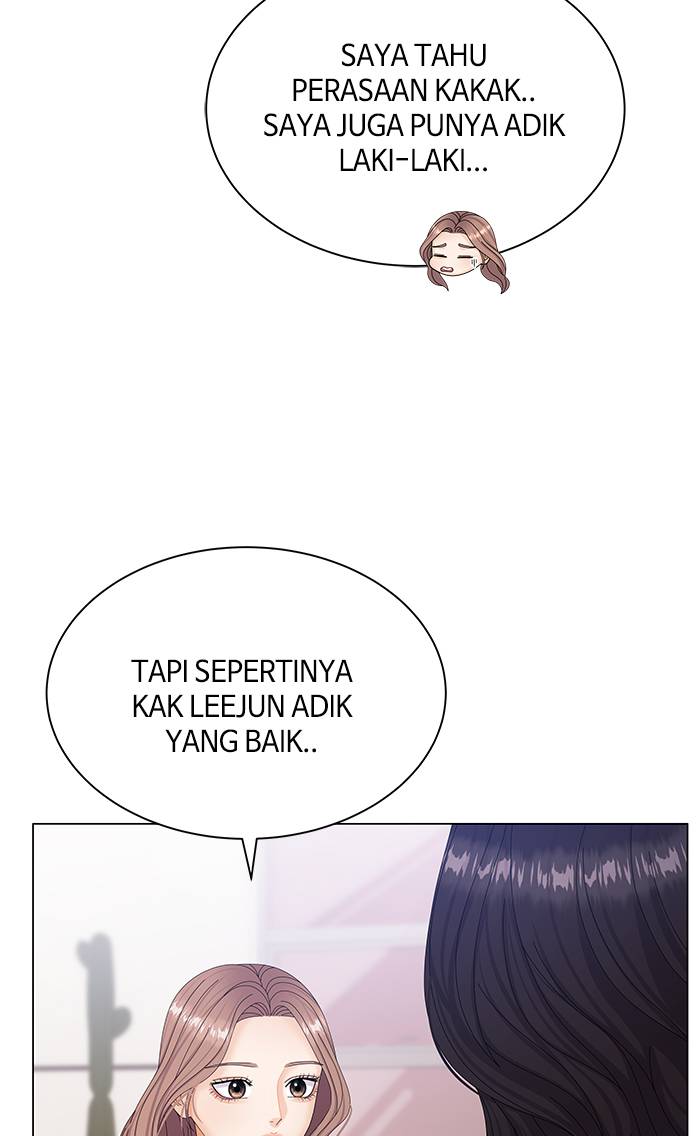 SAYA TAHU
PERASAAN KAKAK..
SAYA JUGA PUNYA ADIK
LAKI-LAKI...
TAPI SEPERTINYA
KAK LEEJUN ADIK
YANG BAIK..